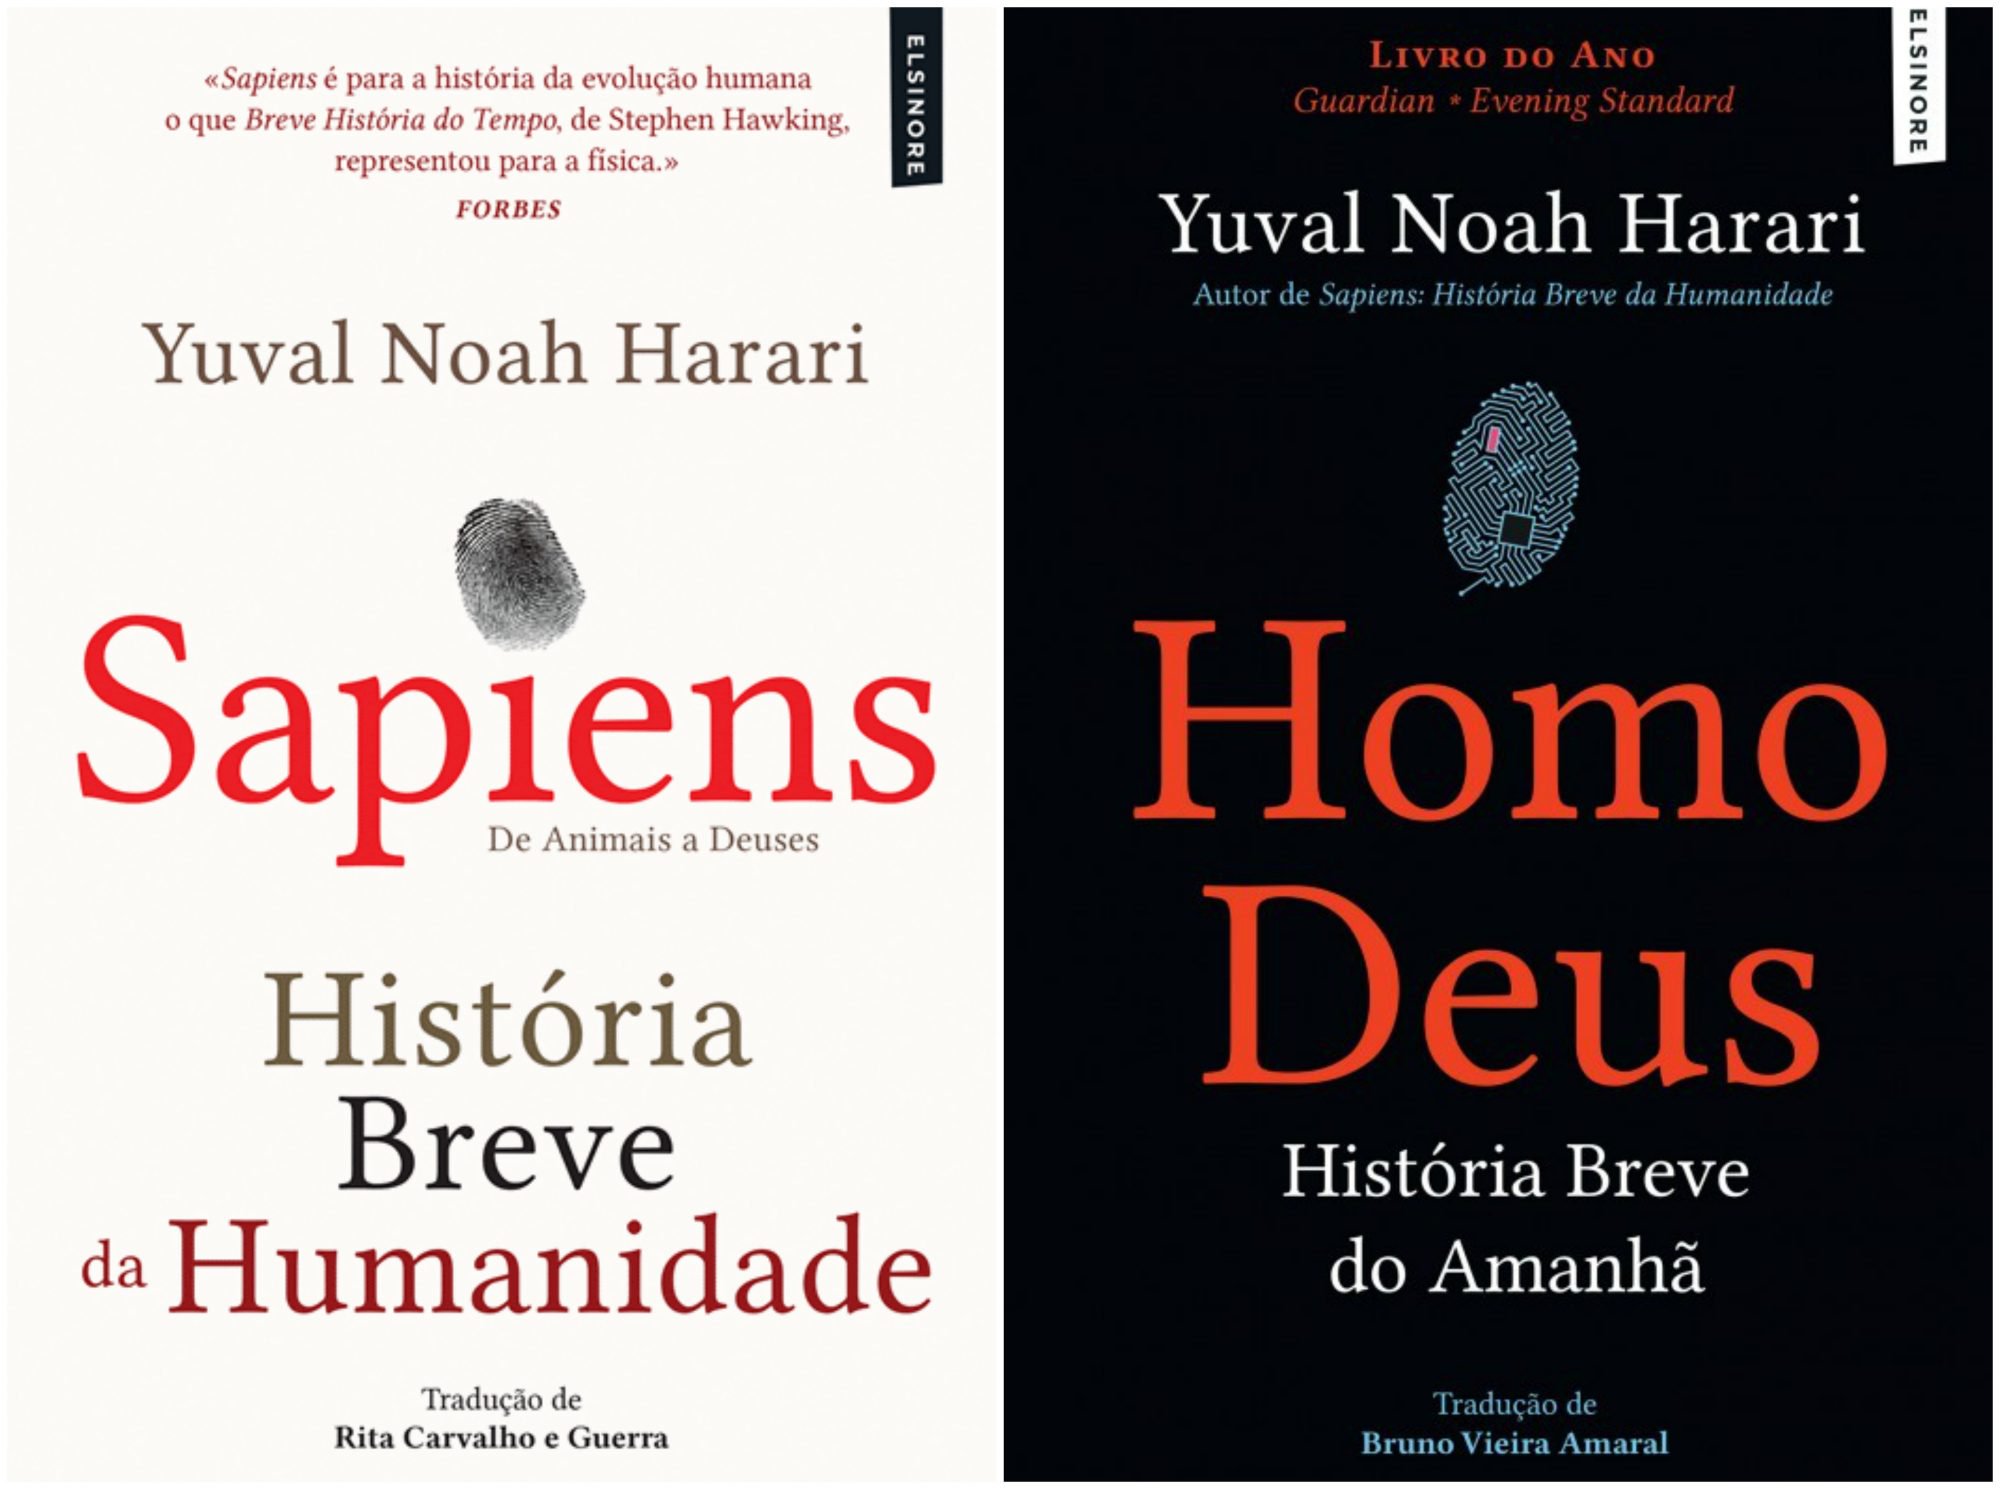 «Sapiens é para a história da evolução humana
o que Breve História do Tempo, de Stephen Hawking,
representou para a física.»
FORBES
ELSINORE
Yuval Noah Harari
Sapiens
De Animais a Deuses
História
Breve
da Humanidade
Tradução de
Rita Carvalho e Guerra
LIVRO DO ANO
Guardian * Evening Standard
ELSINORE
Yuval Noah Harari
Autor de Sapiens: História Breve da Humanidade
Homo
Deus
História Breve
do Amanhã
Tradução de
Bruno Vieira Amaral